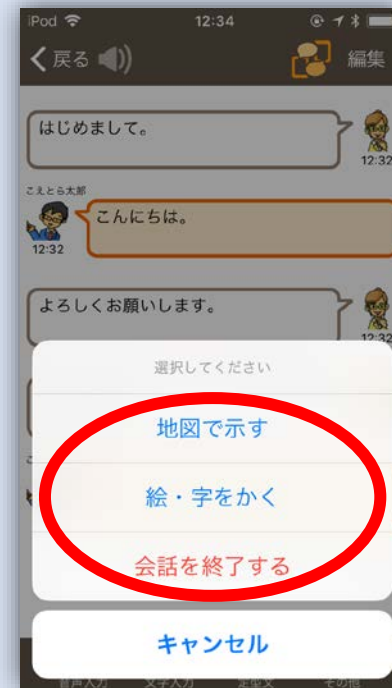 iPod 12:34
戻る 編集
はじめまして。
12:32
こえとら太郎
こんにちは。
12:32
よろしくお願いします。
12:32
選択してください
地図で示す
絵・字をかく
会話を終了する
キャンセル
音声入力 文字入力 定型文 その他